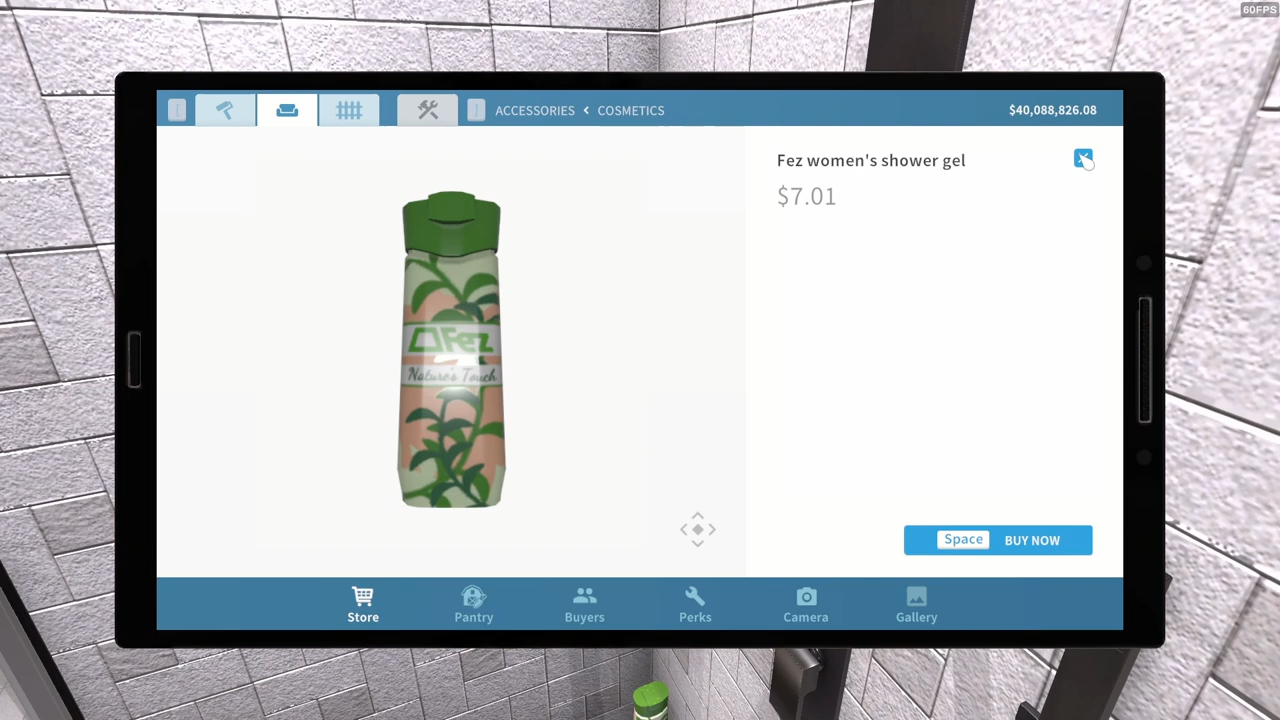 60FPS
ACCESSORIES < COSMETICS
$40,088,826.08
Fez women's shower gel
$7.01
Fez
Nature's Touch
Space BUY NOW
Store
Pantry
Buyers
Perks
Camera
Gallery